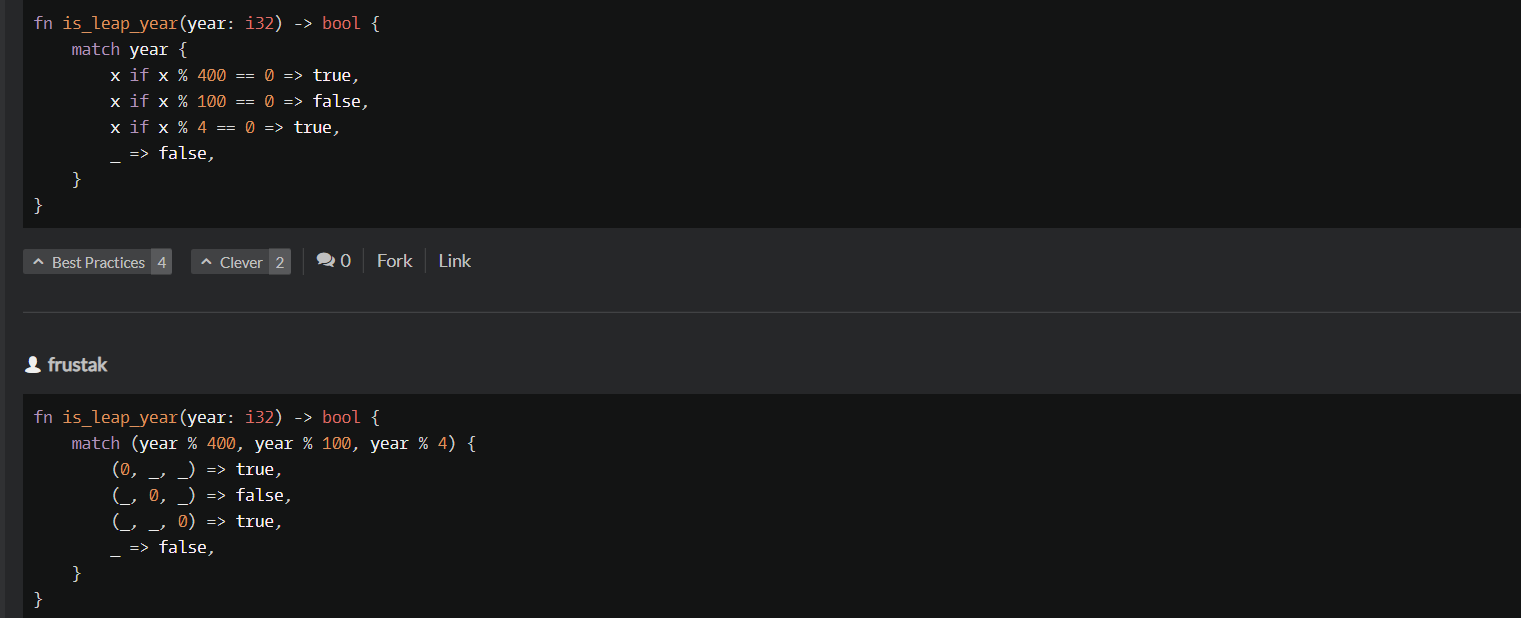 fn is_leap_year(year: i32) -> bool {
    match year {
        x if x % 400 == 0 => true,
        x if x % 100 == 0 => false,
        x if x % 4 == 0 => true,
        _ => false,
    }
}
Best Practices 4 Clever 2 0 Fork Link
frustak
fn is_leap_year(year: i32) -> bool {
    match (year % 400, year % 100, year % 4) {
        (0, _, _) => true,
        (_, 0, _) => false,
        (_, _, 0) => true,
        _ => false,
    }
}